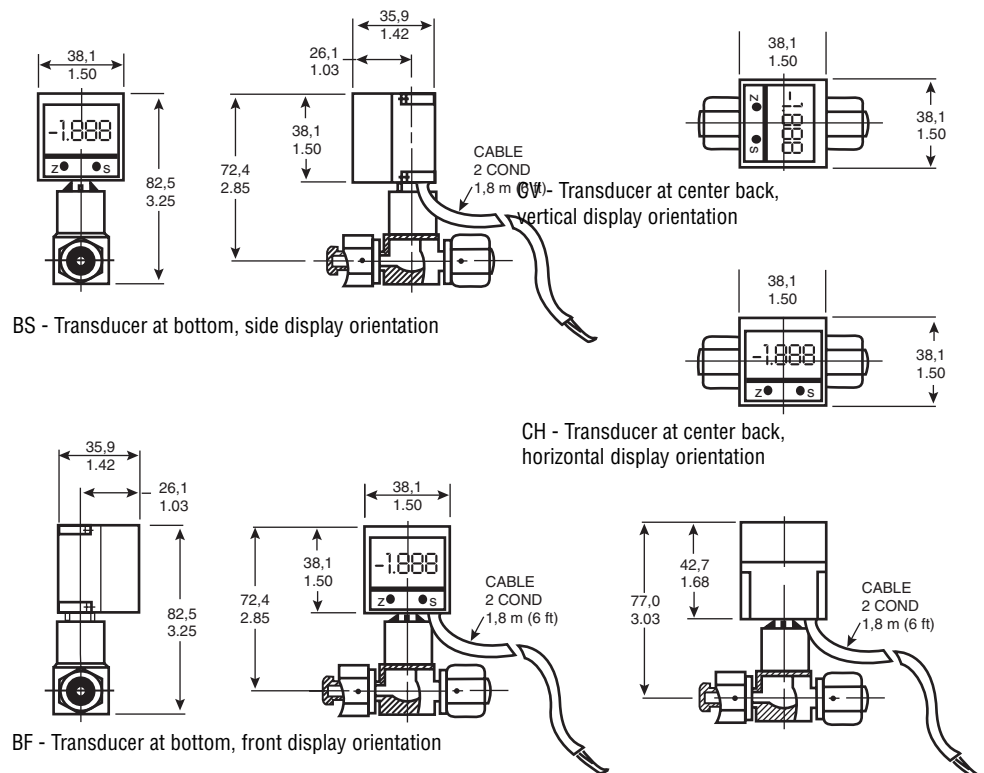 38,1
1.50
-1.888
Z S
82,5
3.25
35,9
1.42
26,1
1.03
72,4
2.85
38,1
1.50
CABLE
2 COND
1,8 m (6 ft)
BS - Transducer at bottom, side display orientation
38,1
1.50
Z
S
-1.888
38,1
1.50
CV - Transducer at center back,
vertical display orientation
38,1
1.50
-1.888
Z S
38,1
1.50
CH - Transducer at center back,
horizontal display orientation
35,9
1.42
26,1
1.03
82,5
3.25
38,1
1.50
72,4
2.85
38,1
1.50
-1.888
Z S
CABLE
2 COND
1,8 m (6 ft)
BF - Transducer at bottom, front display orientation
77,0
3.03
42,7
1.68
CABLE
2 COND
1,8 m (6 ft)